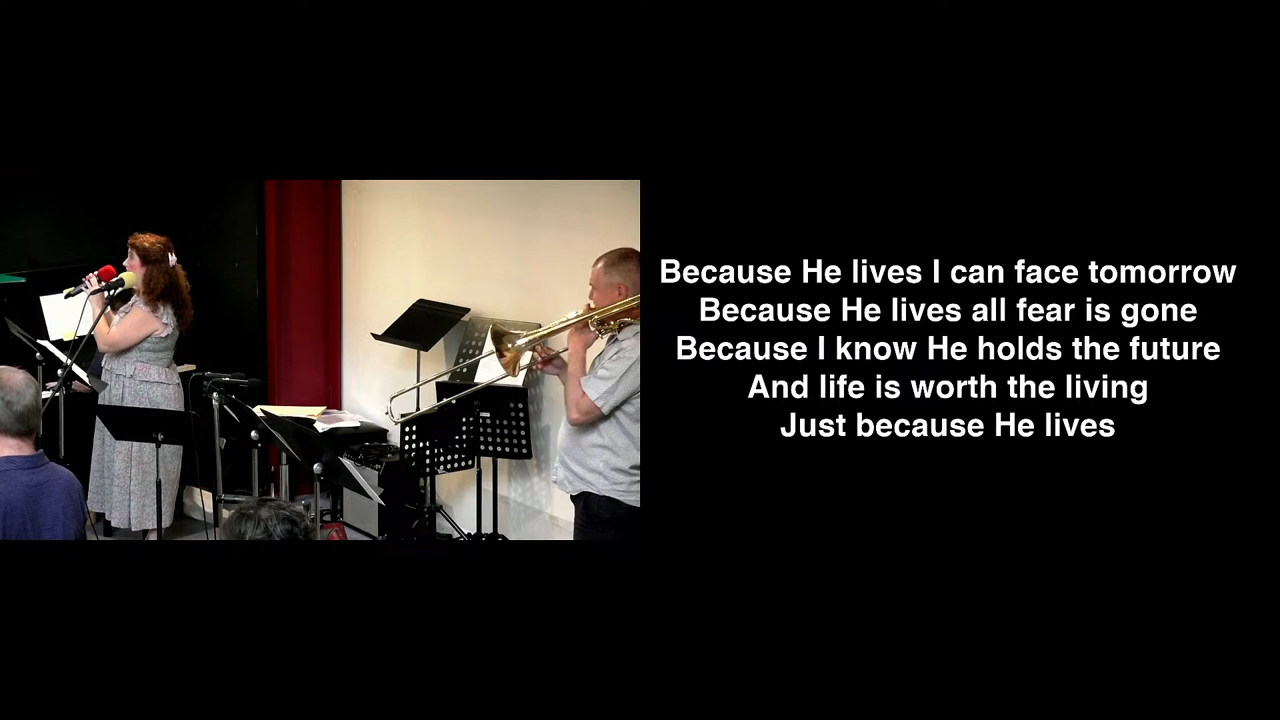 Because He lives I can face tomorrow
Because He lives all fear is gone
Because I know He holds the future
And life is worth the living
Just because He lives